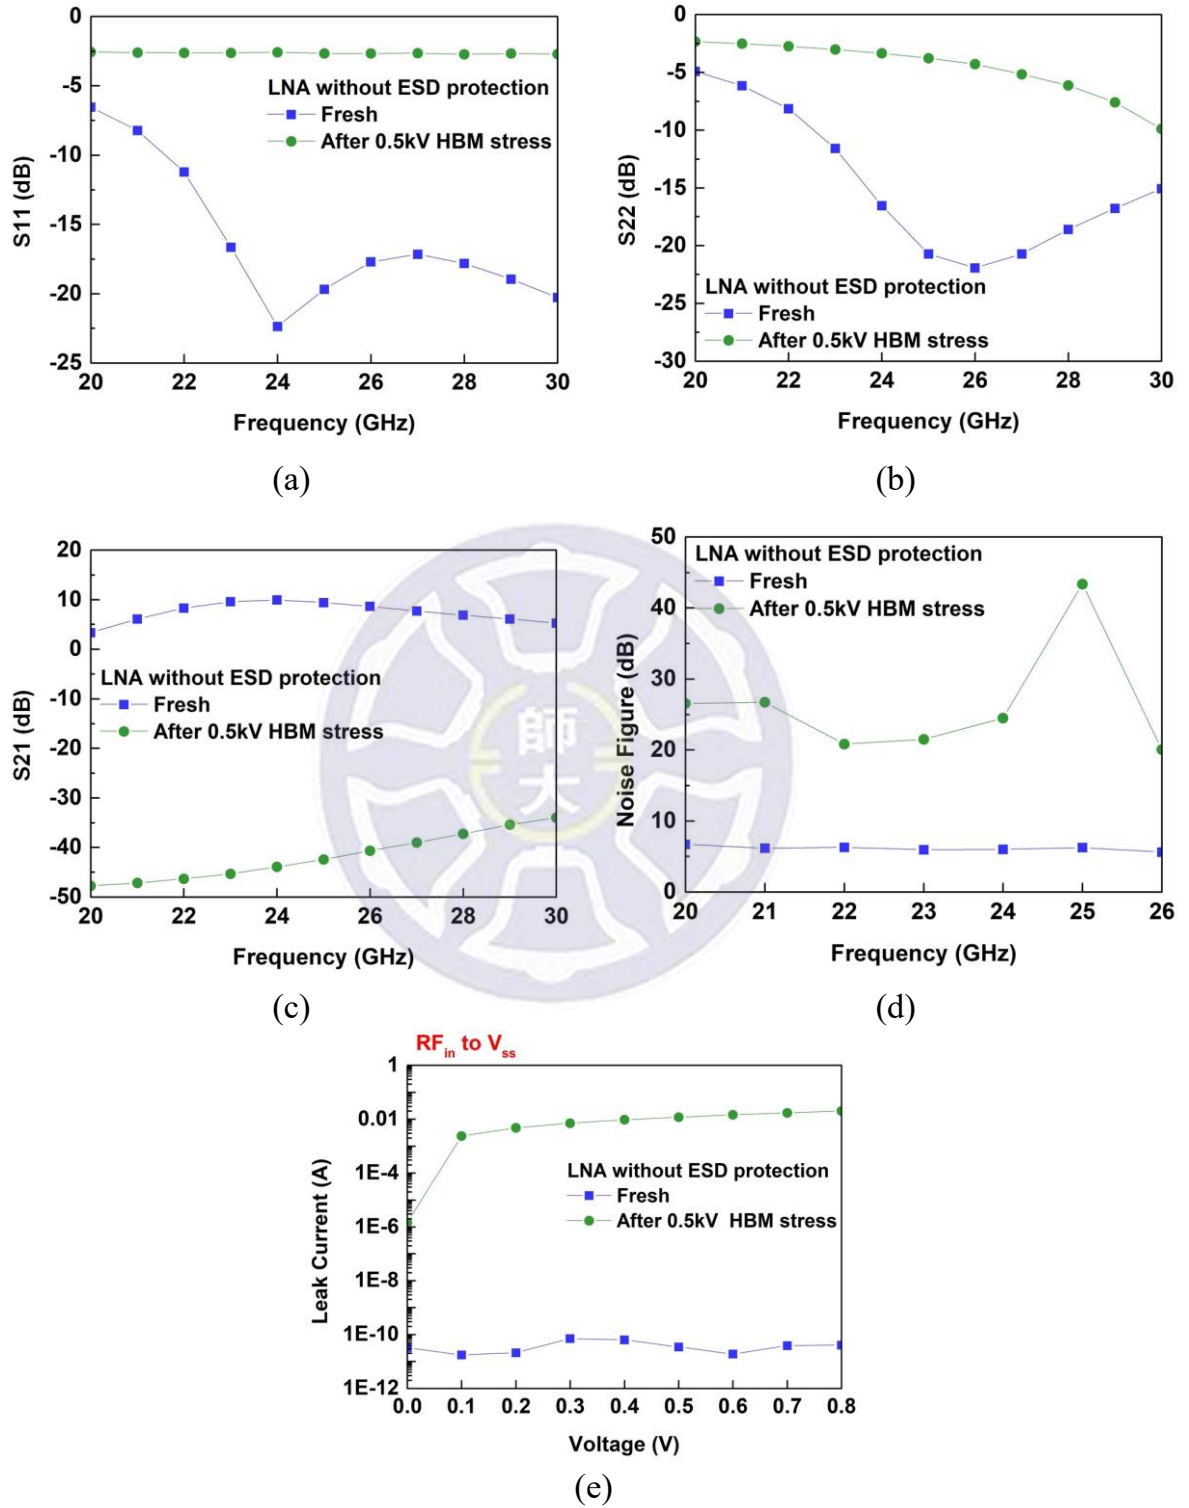 0
-5
-10
-15
-20
-25
S11 (dB)
LNA without ESD protection
Fresh
After 0.5kV HBM stress
20 22 24 26 28 30
Frequency (GHz)
(a)
0
-5
-10
-15
-20
-25
-30
S22 (dB)
LNA without ESD protection
Fresh
After 0.5kV HBM stress
20 22 24 26 28 30
Frequency (GHz)
(b)
20
10
0
-10
-20
-30
-40
-50
S21 (dB)
LNA without ESD protection
Fresh
After 0.5kV HBM stress
20 22 24 26 28 30
Frequency (GHz)
(c)
師
大
50
40
30
20
10
0
Noise Figure (dB)
LNA without ESD protection
Fresh
After 0.5kV HBM stress
20 21 22 23 24 25 26
Frequency (GHz)
(d)
RFin to Vss
1
0.01
1E-4
1E-6
1E-8
1E-10
1E-12
Leak Current (A)
LNA without ESD protection
Fresh
After 0.5kV HBM stress
0.0 0.1 0.2 0.3 0.4 0.5 0.6 0.7 0.8
Voltage (V)
(e)